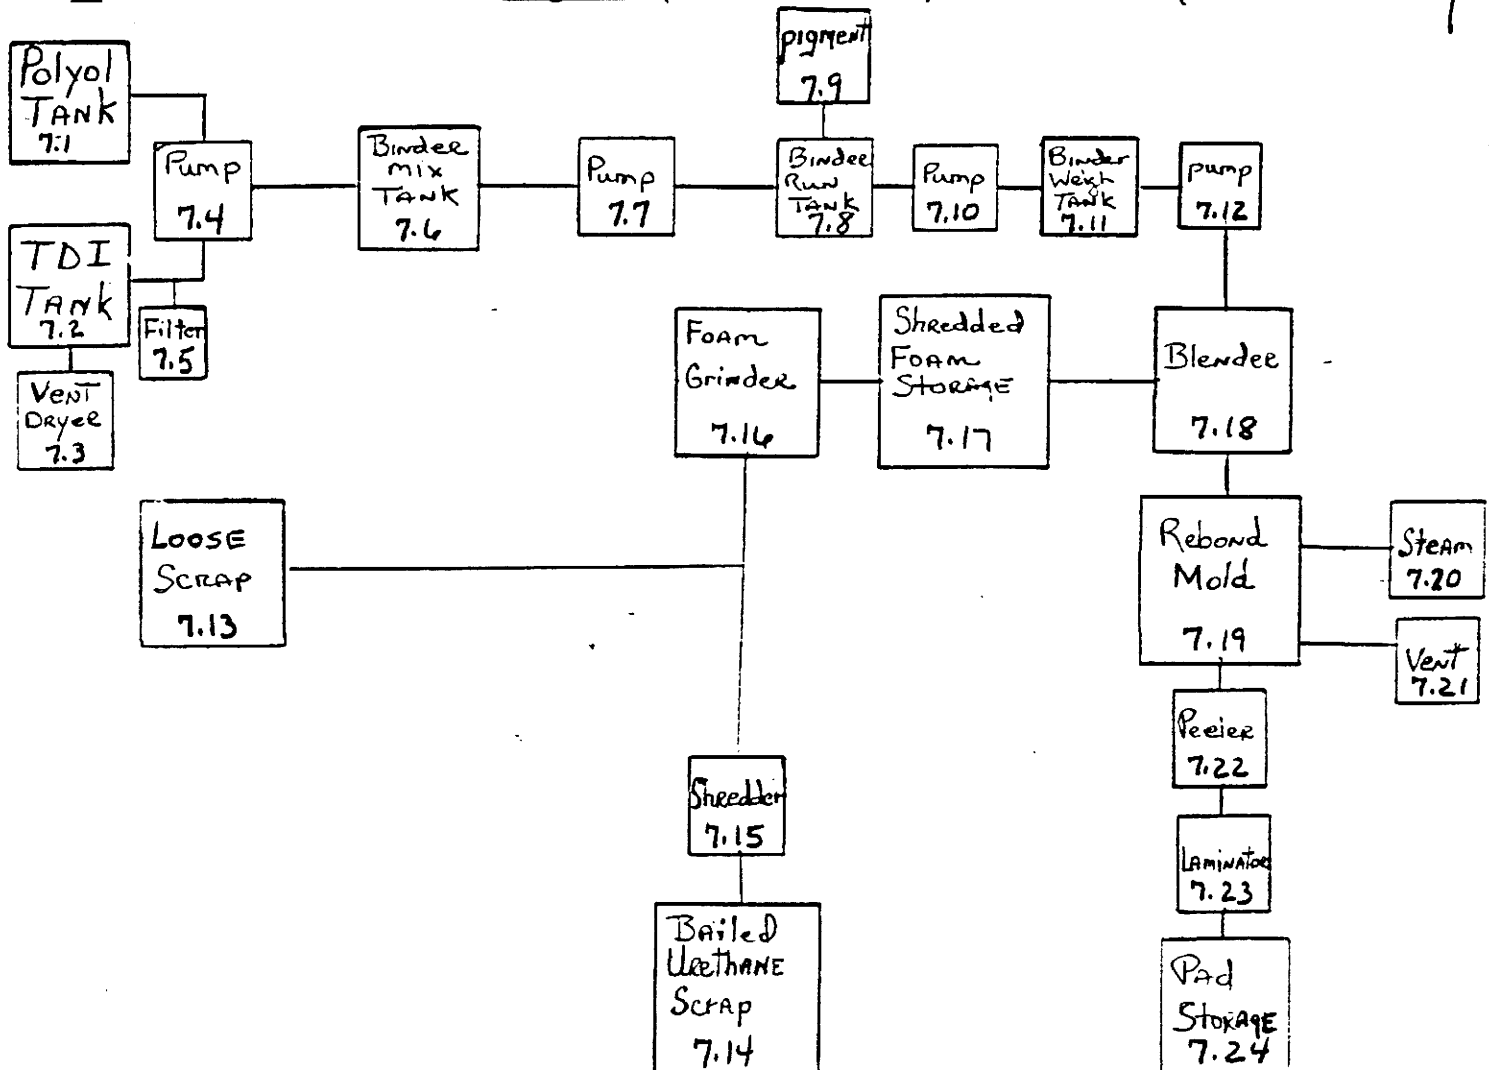 pigment
7.9
Polyol
TANK
7.1
Pump
7.4
Binder
mix
TANK
7.6
Pump
7.7
Binder
Run
TANK
7.8
Pump
7.10
Binder
Weigh
TANK
7.11
pump
7.12
TDI
TANK
7.2
Filter
7.5
Vent
Dryer
7.3
Foam
Grinder
7.16
Shredded
Foam
Storage
7.17
Blender
7.18
Loose
Scrap
7.13
Rebond
Mold
7.19
Steam
7.20
Vent
7.21
Peeler
7.22
Shredder
7.15
Laminator
7.23
Bailed
Urethane
Scrap
7.14
Pad
Storage
7.24